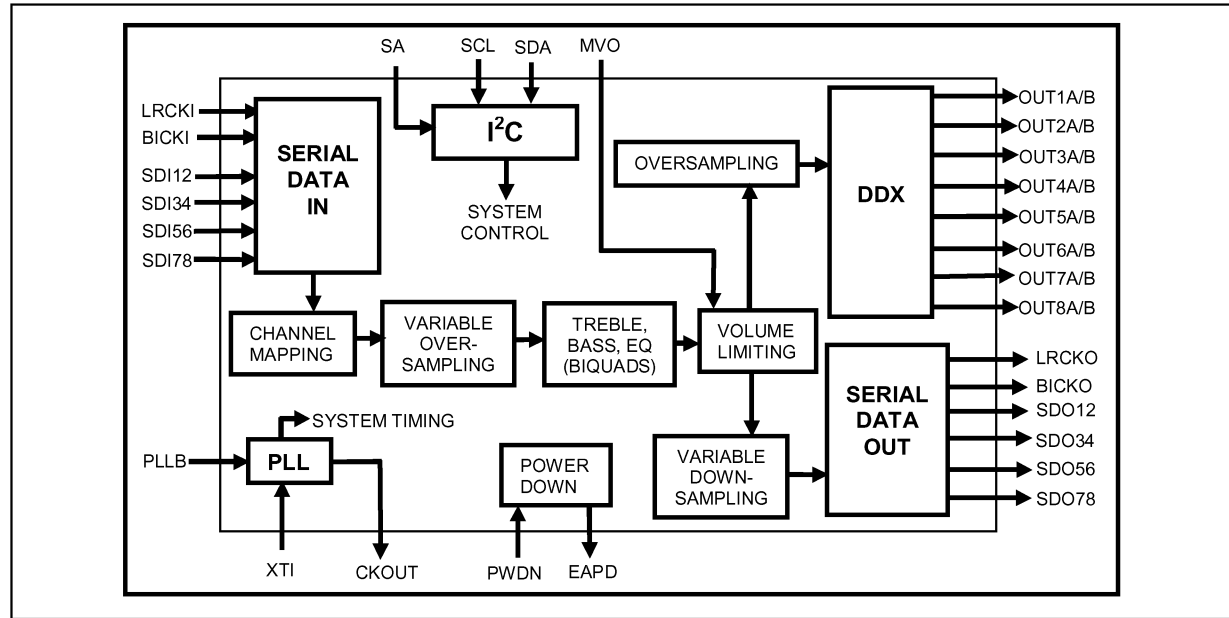 SA
SCL
SDA
MVO
LRCKI
BICKI
SDI12
SDI34
SDI56
SDI78
SERIAL
DATA
IN
I²C
SYSTEM
CONTROL
OVERSAMPLING
DDX
OUT1A/B
OUT2A/B
OUT3A/B
OUT4A/B
OUT5A/B
OUT6A/B
OUT7A/B
OUT8A/B
CHANNEL
MAPPING
VARIABLE
OVER-
SAMPLING
TREBLE,
BASS, EQ
(BIQUADS)
VOLUME
LIMITING
SERIAL
DATA
OUT
LRCKO
BICKO
SDO12
SDO34
SDO56
SDO78
SYSTEM TIMING
PLLB
PLL
POWER
DOWN
VARIABLE
DOWN-
SAMPLING
XTI
CKOUT
PWDN
EAPD